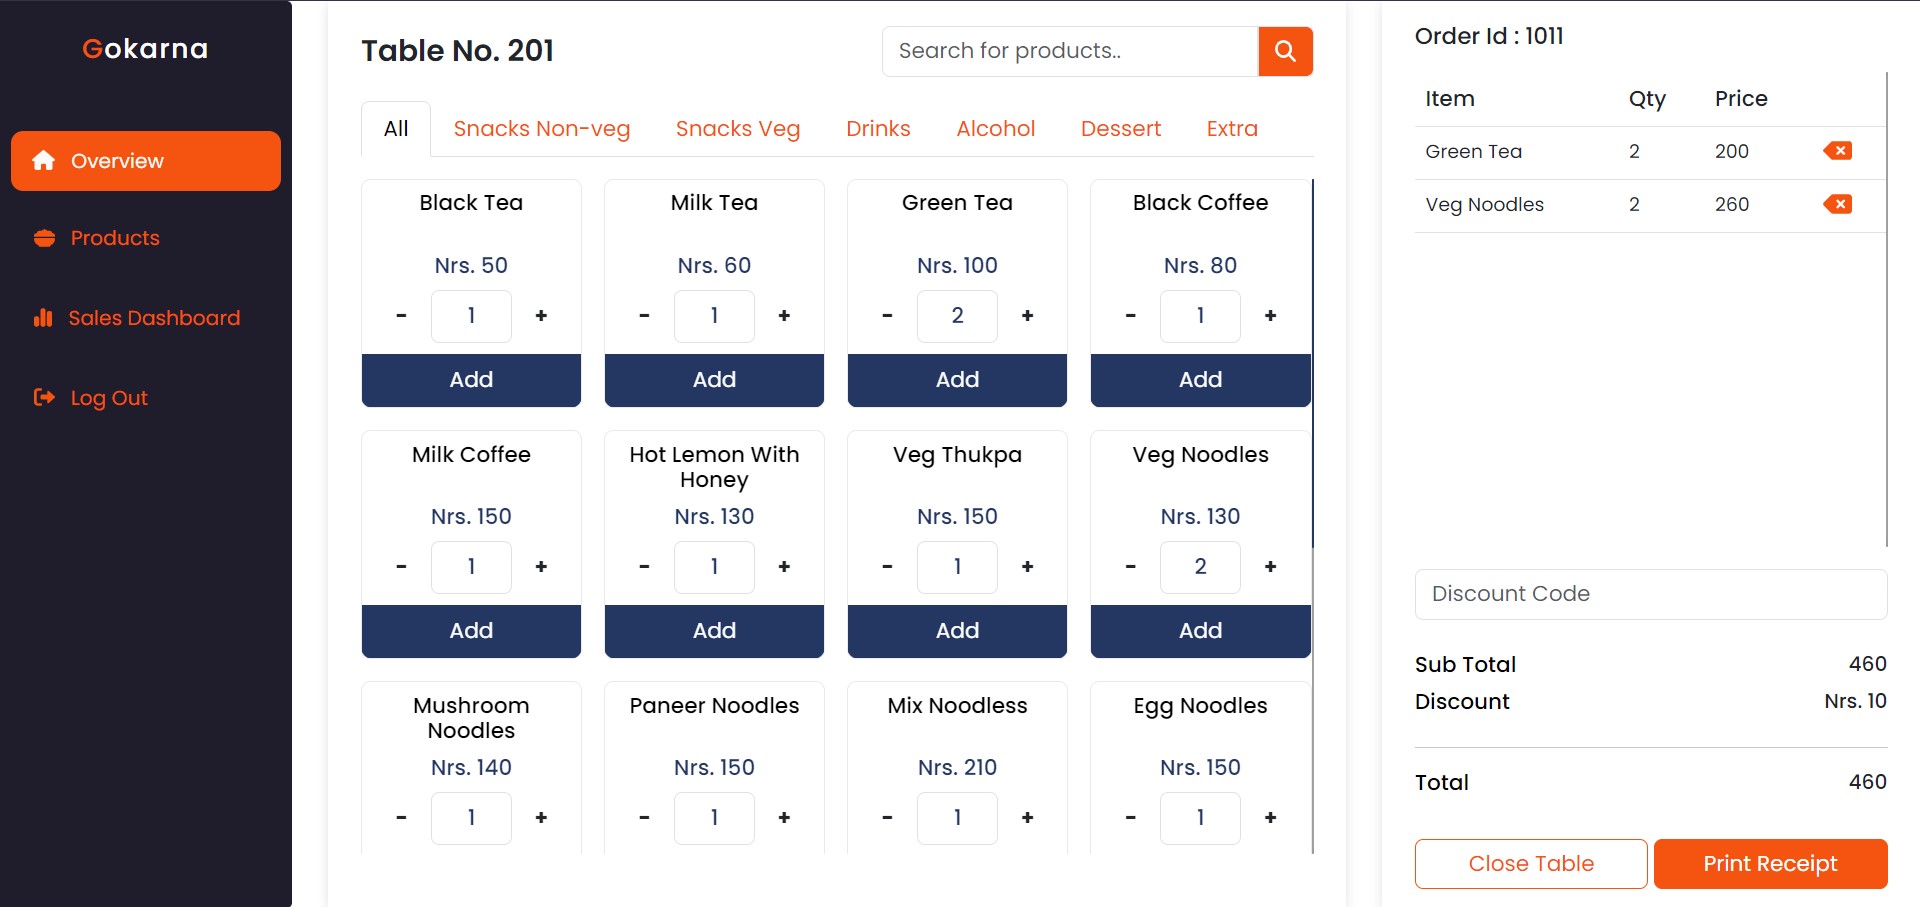 Gokarna
Overview
Products
Sales Dashboard
Log Out
Table No. 201
Search for products..
All Snacks Non-veg Snacks Veg Drinks Alcohol Dessert Extra
Black Tea Milk Tea Green Tea Black Coffee
Nrs. 50 Nrs. 60 Nrs. 100 Nrs. 80
- 1 + - 1 + - 2 + - 1 +
Add Add Add Add
Milk Coffee Hot Lemon With Veg Thukpa Veg Noodles
Honey
Nrs. 150 Nrs. 130 Nrs. 150 Nrs. 130
- 1 + - 1 + - 1 + - 2 +
Add Add Add Add
Mushroom Paneer Noodles Mix Noodless Egg Noodles
Noodles
Nrs. 140 Nrs. 150 Nrs. 210 Nrs. 150
- 1 + - 1 + - 1 + - 1 +
Order Id : 1011
Item Qty Price
Green Tea 2 200
Veg Noodles 2 260
Discount Code
Sub Total 460
Discount Nrs. 10
Total 460
Close Table Print Receipt